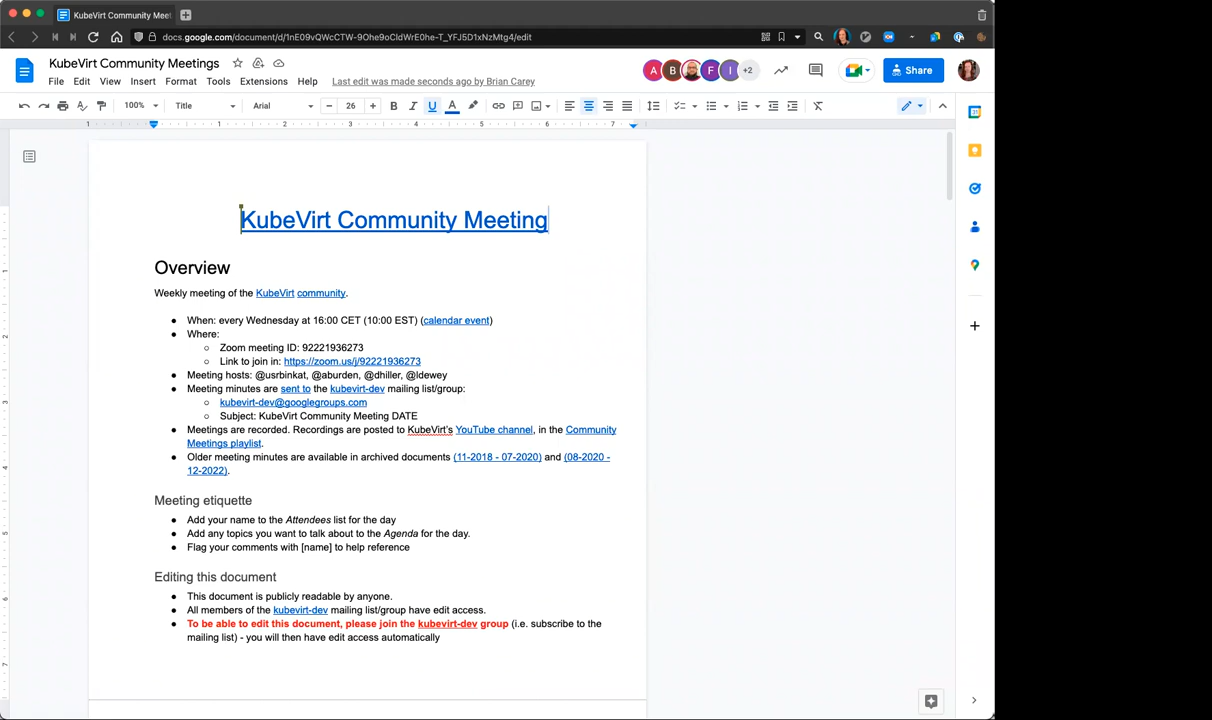 KubeVirt Community Meet
docs.google.com/document/d/1nE09vQWcCTW-9Ohe9oCldWrE0he-T_YFJ5D1xNzMtg4/edit
KubeVirt Community Meetings
File Edit View Insert Format Tools Extensions Help Last edit was made seconds ago by Brian Carey
A B F I +2
Share
100% Title Arial 26
1 1 2 3 4 5 6 7
KubeVirt Community Meeting
Overview
Weekly meeting of the KubeVirt community.
When: every Wednesday at 16:00 CET (10:00 EST) (calendar event)
Where:
Zoom meeting ID: 92221936273
Link to join in: https://zoom.us/j/92221936273
Meeting hosts: @usrbinkat, @aburden, @dhiller, @ldewey
Meeting minutes are sent to the kubevirt-dev mailing list/group:
kubevirt-dev@googlegroups.com
Subject: KubeVirt Community Meeting DATE
Meetings are recorded. Recordings are posted to KubeVirt's YouTube channel, in the Community
Meetings playlist.
Older meeting minutes are available in archived documents (11-2018 - 07-2020) and (08-2020 -
12-2022).
Meeting etiquette
Add your name to the Attendees list for the day
Add any topics you want to talk about to the Agenda for the day.
Flag your comments with [name] to help reference
Editing this document
This document is publicly readable by anyone.
All members of the kubevirt-dev mailing list/group have edit access.
To be able to edit this document, please join the kubevirt-dev group (i.e. subscribe to the
mailing list) - you will then have edit access automatically